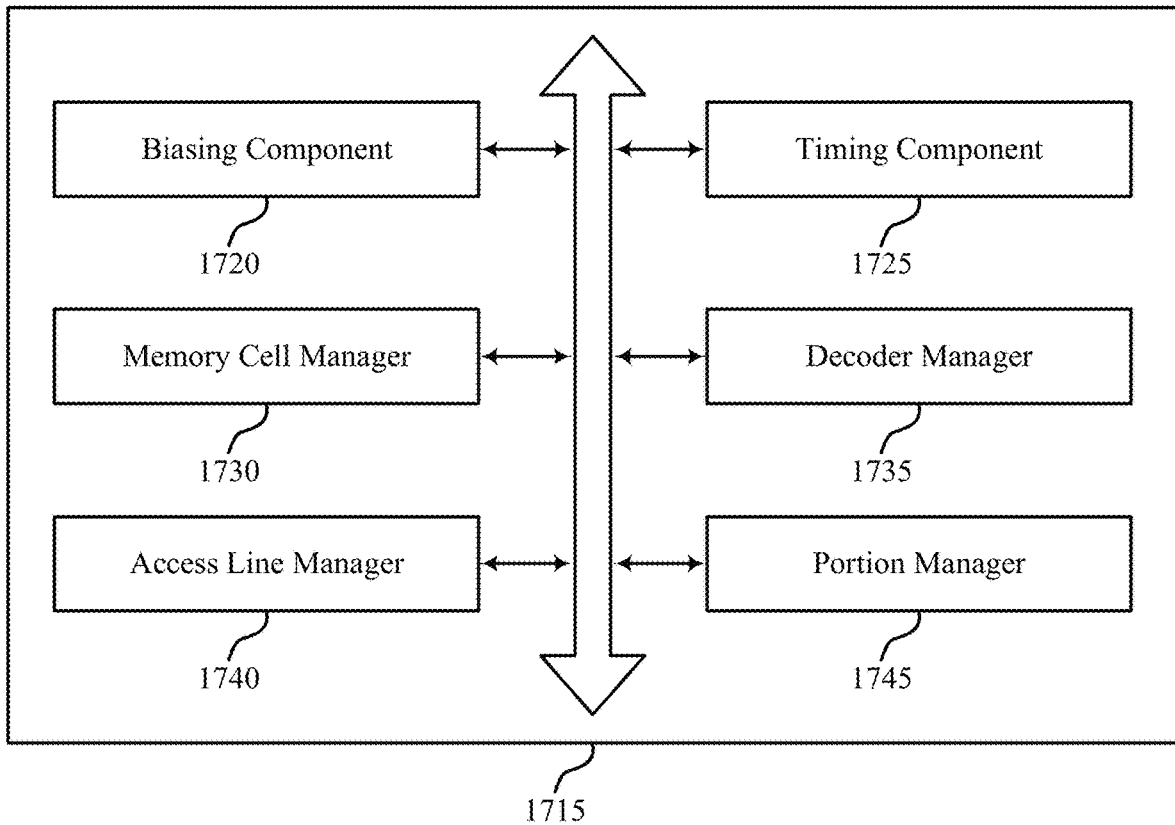 Biasing Component
Timing Component
1720
1725
Memory Cell Manager
Decoder Manager
1730
1735
Access Line Manager
Portion Manager
1740
1745
1715